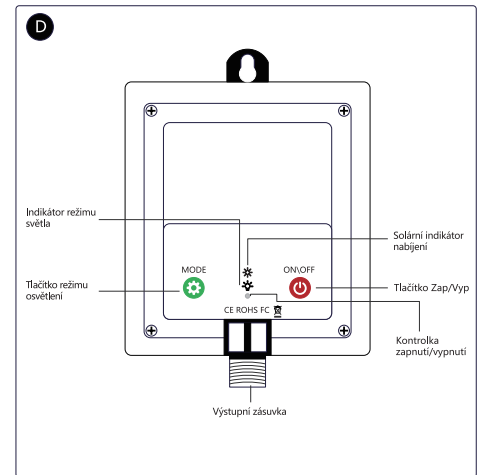 D
Indikátor režimu
světla
Solární indikátor
nabíjení
MODE
ON\OFF
Tlačítko režimu
osvětlení
Tlačítko Zap/Vyp
CE ROHS FC
Kontrolka
zapnutí/vypnutí
Výstupní zásuvka